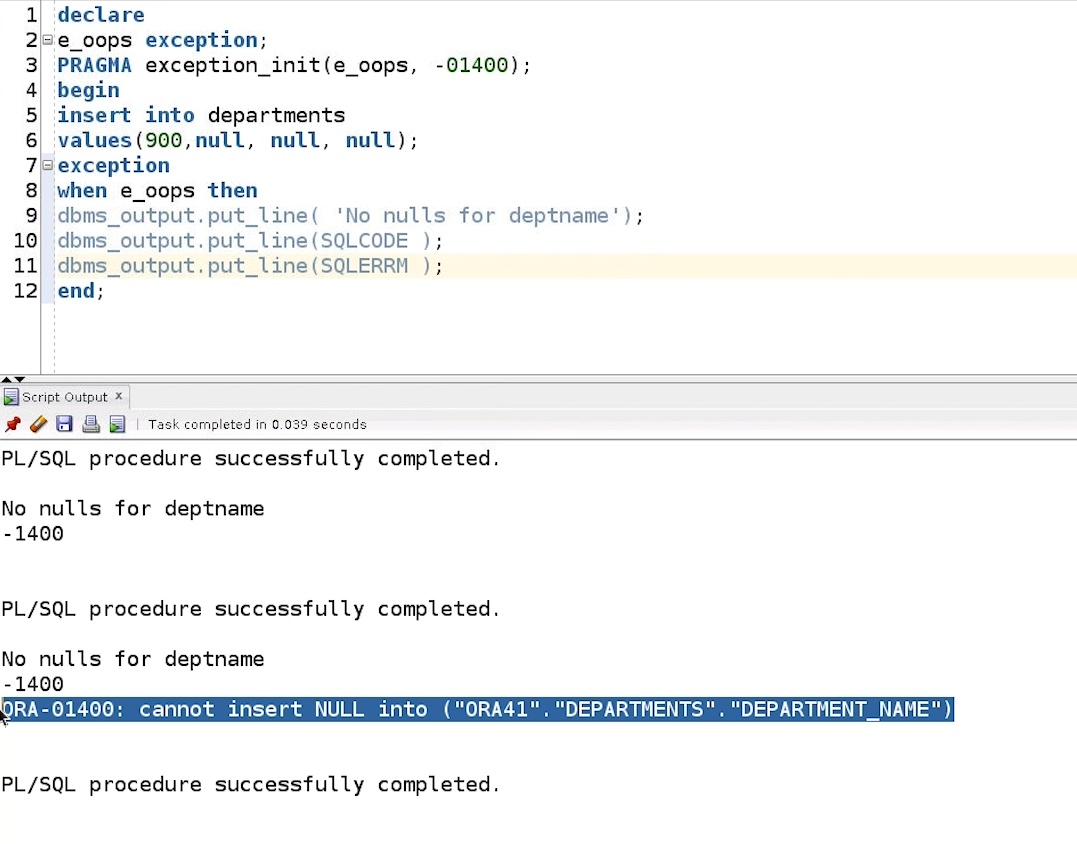 1 declare
2 e_oops exception;
3 PRAGMA exception_init(e_oops, -01400);
4 begin
5 insert into departments
6 values(900,null, null, null);
7 exception
8 when e_oops then
9 dbms_output.put_line( 'No nulls for deptname');
10 dbms_output.put_line(SQLCODE );
11 dbms_output.put_line(SQLERRM );
12 end;
Script Output x
Task completed in 0.039 seconds
PL/SQL procedure successfully completed.
No nulls for deptname
-1400
PL/SQL procedure successfully completed.
No nulls for deptname
-1400
ORA-01400: cannot insert NULL into ("ORA41"."DEPARTMENTS"."DEPARTMENT_NAME")
PL/SQL procedure successfully completed.